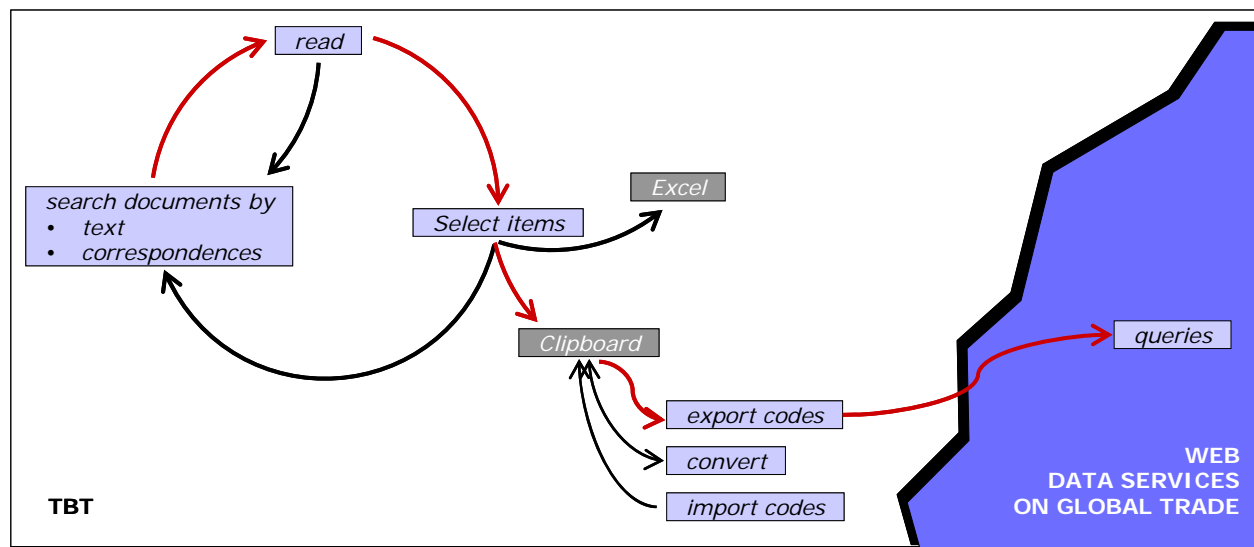 read
search documents by
• text
• correspondences
Excel
Select items
Clipboard
queries
export codes
convert
import codes
TBT
WEB
DATA SERVICES
ON GLOBAL TRADE